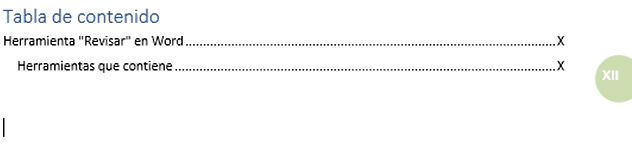 Tabla de contenido
Herramienta "Revisar" en Word........................................................................................................X
Herramientas que contiene........................................................................................................X
XII